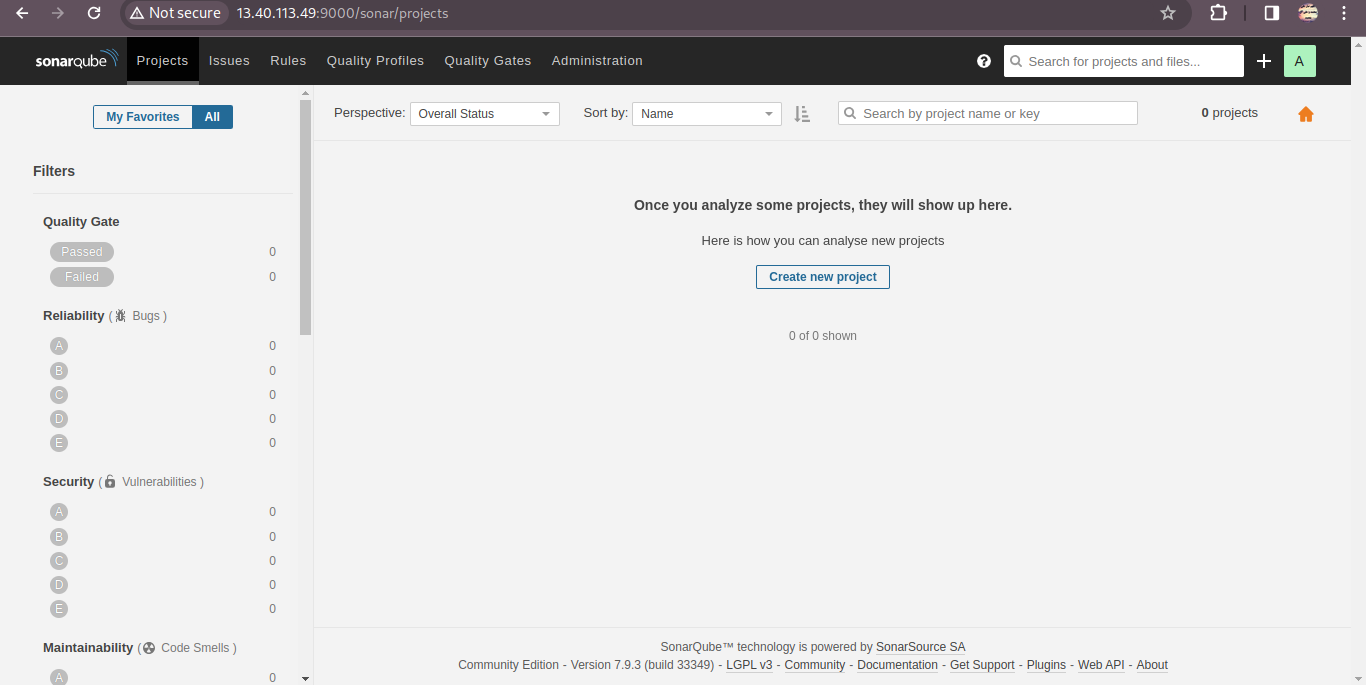 Not secure 13.40.113.49:9000/sonar/projects
sonarqube Projects Issues Rules Quality Profiles Quality Gates Administration Search for projects and files... A
My Favorites All
Perspective: Overall Status Sort by: Name Search by project name or key 0 projects
Filters
Quality Gate
Passed 0
Failed 0
Reliability ( Bugs )
A 0
B 0
C 0
D 0
E 0
Security ( Vulnerabilities )
A 0
B 0
C 0
D 0
E 0
Maintainability ( Code Smells )
A 0
Once you analyze some projects, they will show up here.
Here is how you can analyse new projects
Create new project
0 of 0 shown
SonarQube™ technology is powered by SonarSource SA
Community Edition - Version 7.9.3 (build 33349) - LGPL v3 - Community - Documentation - Get Support - Plugins - Web API - About